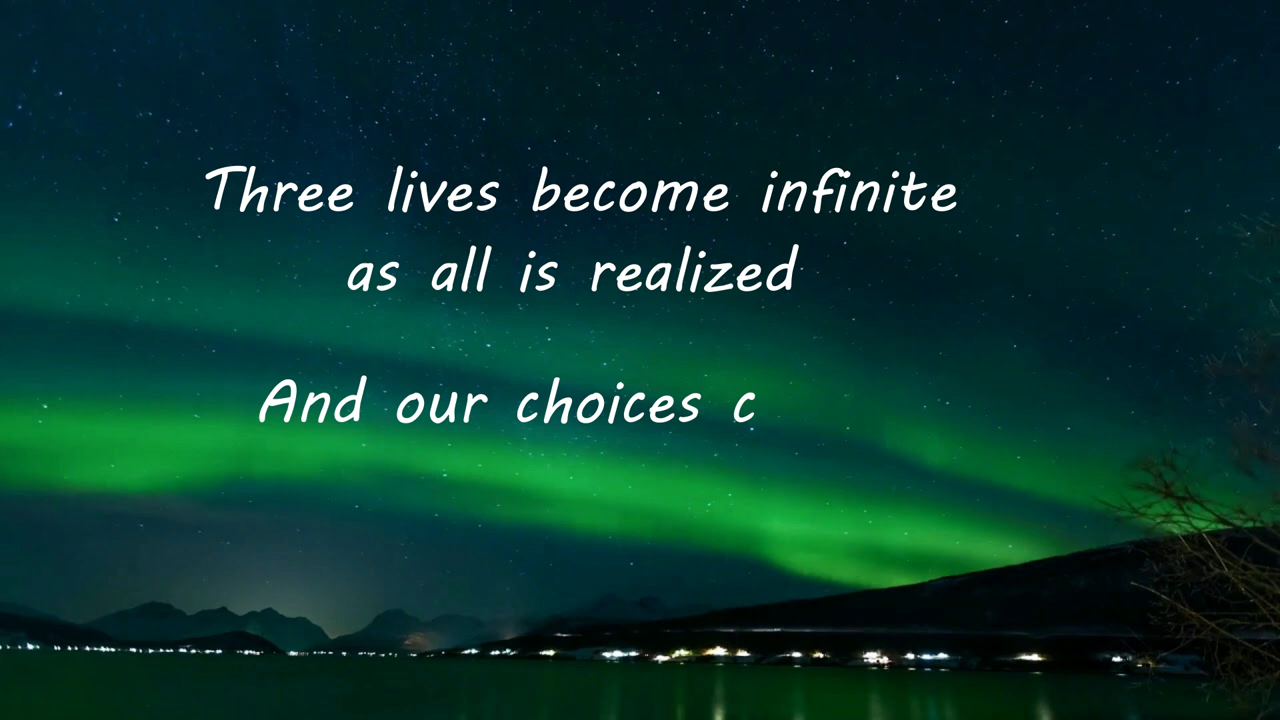 Three lives become infinite
as all is realized
And our choices c